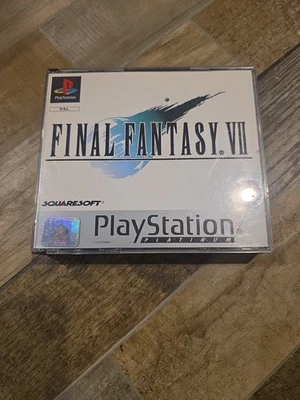 PlayStation
PAL
FINAL FANTASY. VII
SQUARESOFT
PlayStation
PLATINUM